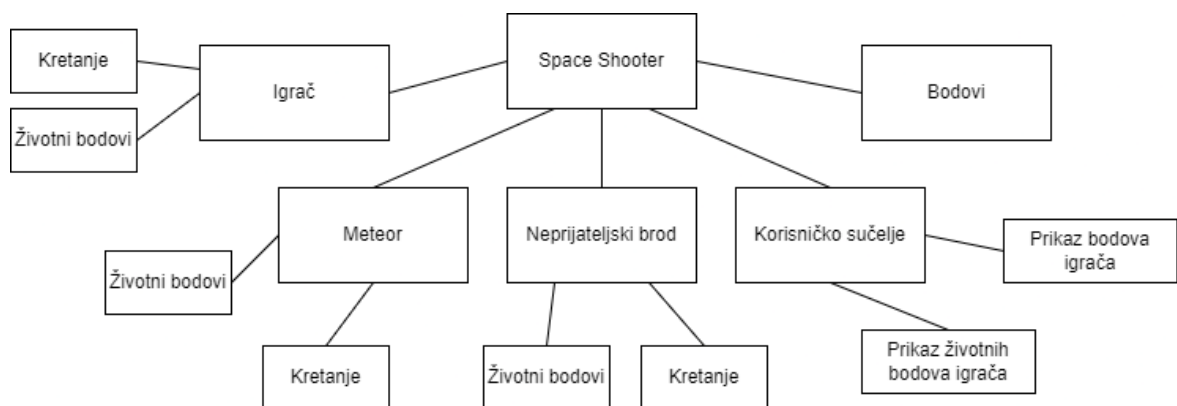 Kretanje
Space Shooter
Igrač
Bodovi
Životni bodovi
Meteor
Neprijateljski brod
Korisničko sučelje
Prikaz bodova
igrača
Životni bodovi
Prikaz životnih
bodova igrača
Kretanje
Životni bodovi
Kretanje